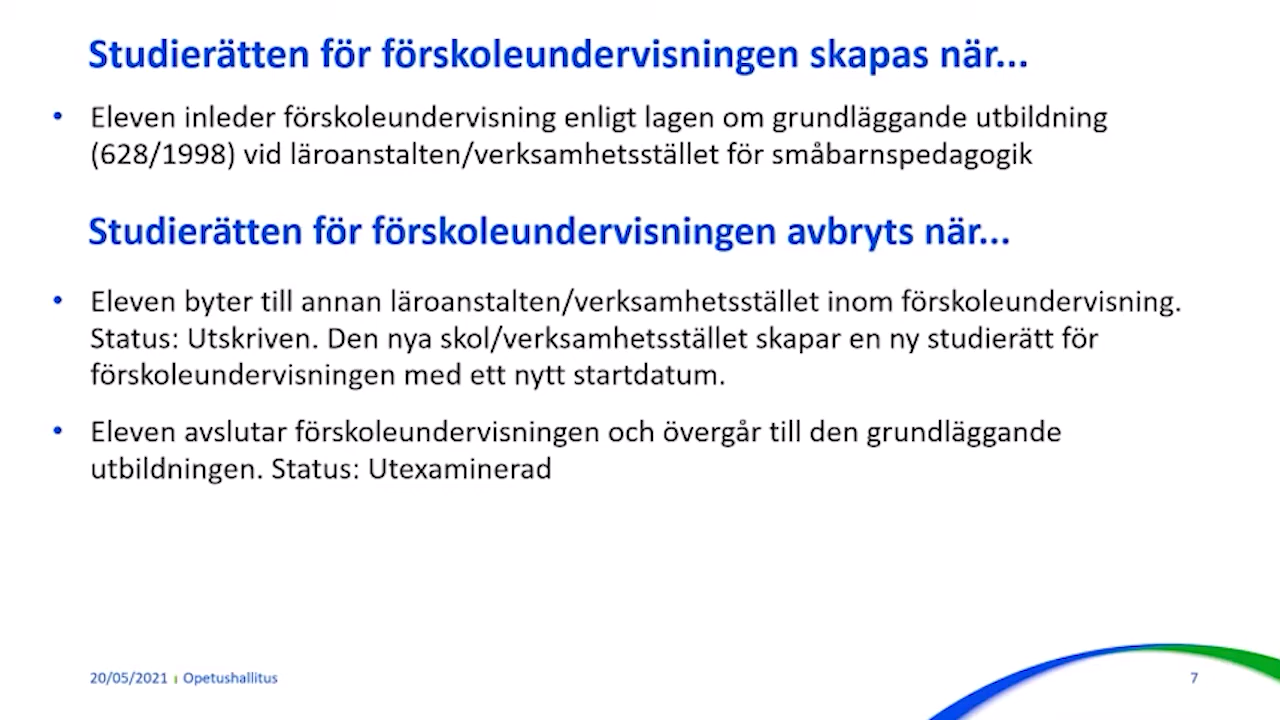 Studierätten för förskoleundervisningen skapas när...
• Eleven inleder förskoleundervisning enligt lagen om grundläggande utbildning
(628/1998) vid läroanstalten/verksamhetsstället för småbarnspedagogik
Studierätten för förskoleundervisningen avbryts när...
• Eleven byter till annan läroanstalten/verksamhetsstället inom förskoleundervisning.
Status: Utskriven. Den nya skol/verksamhetsstället skapar en ny studierätt för
förskoleundervisningen med ett nytt startdatum.
• Eleven avslutar förskoleundervisningen och övergår till den grundläggande
utbildningen. Status: Utexaminerad
20/05/2021 | Opetushallitus 7